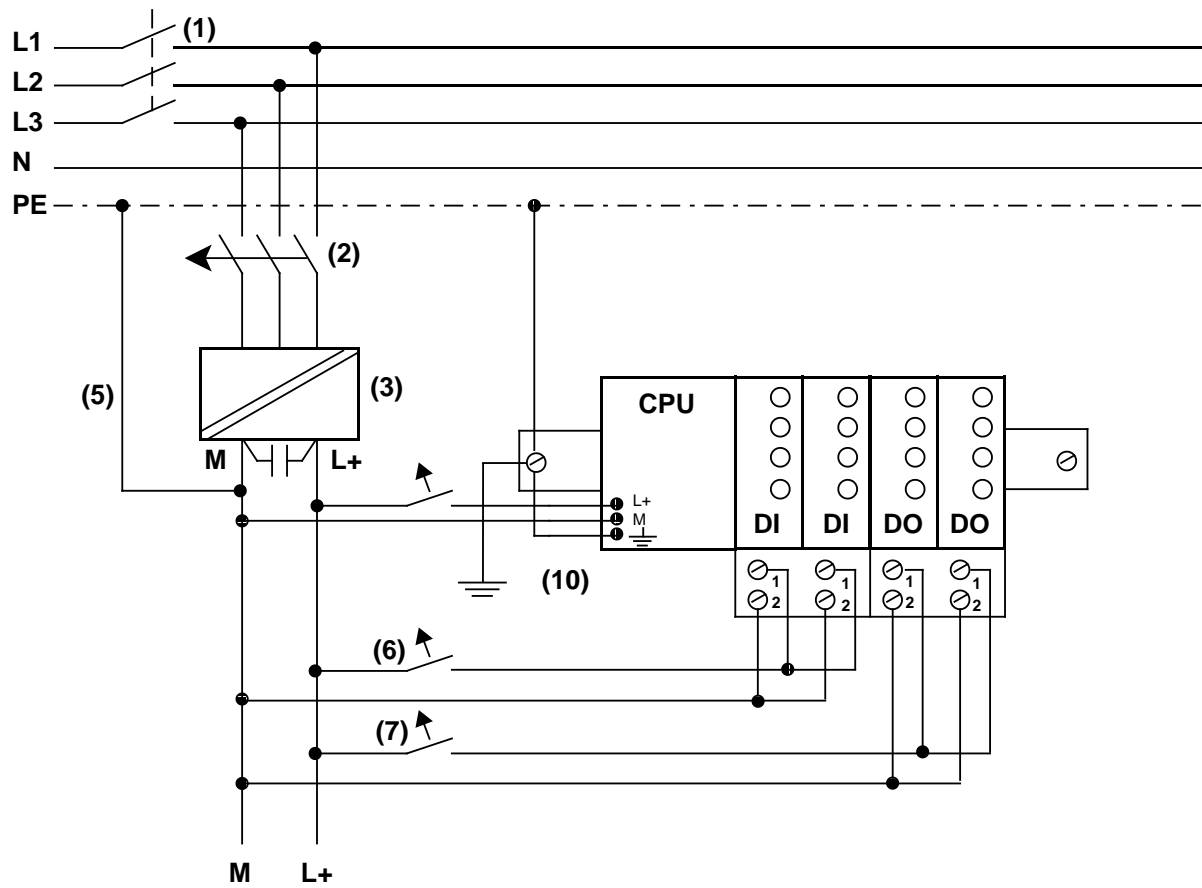 L1
(1)
L2
L3
N
PE
(2)
(3)
(5)
CPU
M
L+
L+
M
DI
DI
DO
DO
(10)
1
1
1
1
2
2
2
2
(6)
(7)
M
L+